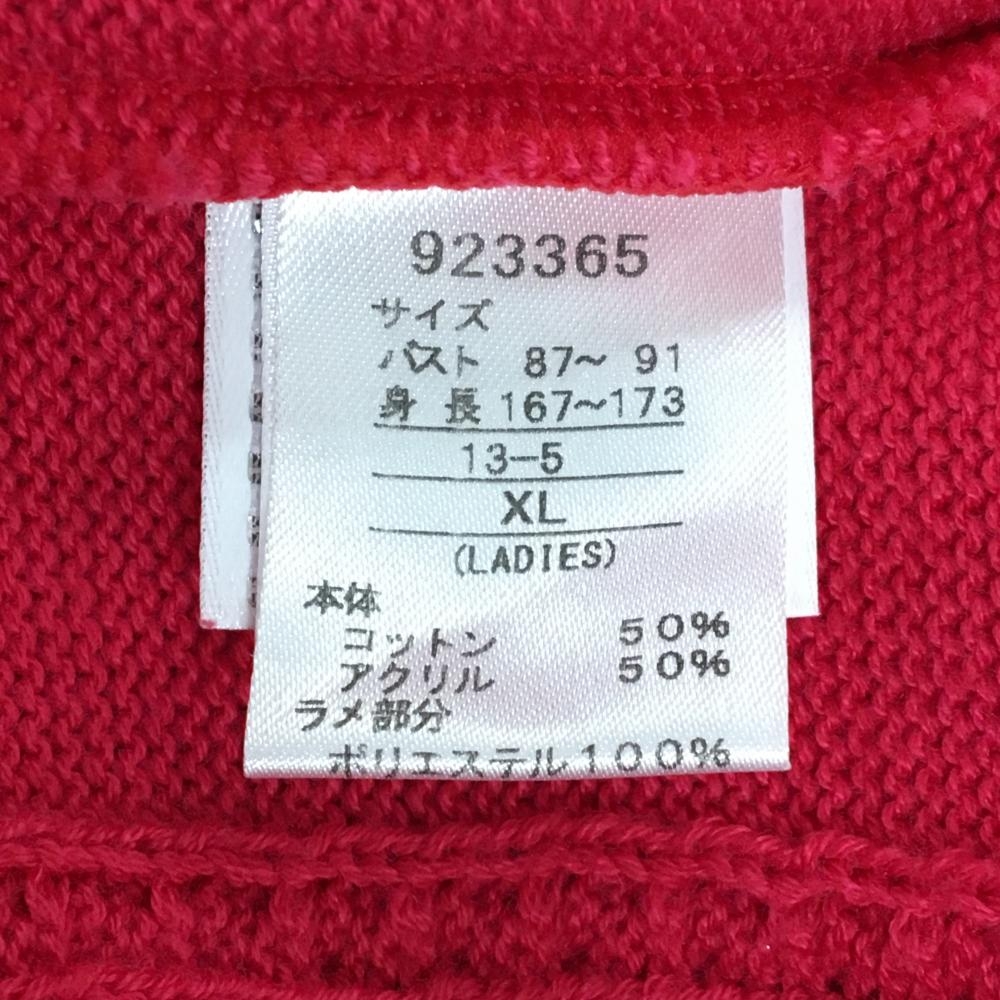 923365
サイズ
バスト 87～ 91
身 長 167～173
13-5
XL
(LADIES)
本体
コットン 50%
アクリル 50%
ラメ部分
ポリエステル100%